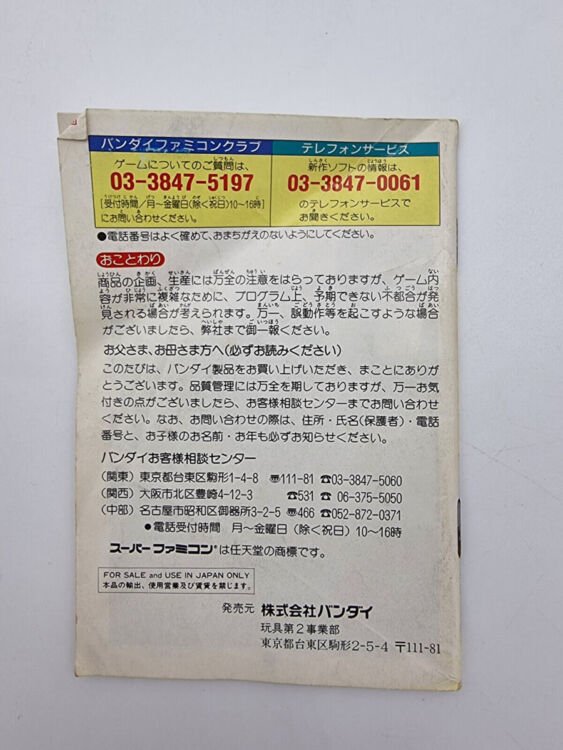 バンダイファミコンクラブ
ゲームについてのご質問は、
03-3847-5197
[受付時間/月〜金曜日(除く祝日)10〜16時]
にお問い合わせください。
テレフォンサービス
新作ソフトの情報は、
03-3847-0061
のテレフォンサービスで
お聞きください。
●電話番号はよく確めて、おまちがえのないようにしてください。
おことわり
商品の企画、生産には万全の注意をはらっておりますが、ゲーム内
容が非常に複雑なために、プログラム上、予期できない不都合が発
見される場合が考えられます。万一、誤動作等を起こすような場合
がございましたら、弊社まで御一報ください。
お父さま、お母さま方へ(必ずお読みください)
このたびは、バンダイ製品をお買い上げいただき、まことにありが
とうございます。品質管理には万全を期しておりますが、万一お気
付きの点がございましたら、お客様相談センターまでお問い合わせ
ください。なお、お問い合わせの際は、住所・氏名(保護者)・電話
番号と、お子様のお名前・お年も必ずお知らせください。
バンダイお客様相談センター
(関東) 東京都台東区駒形1-4-8 〠111-81 ☎03-3847-5060
(関西) 大阪市北区豊崎4-12-3 〠531 ☎06-375-5050
(中部) 名古屋市昭和区御器所3-2-5 〠466 ☎052-872-0371
●電話受付時間 月〜金曜日(除く祝日)10〜16時
スーパーファミコン®は任天堂の商標です。
FOR SALE and USE IN JAPAN ONLY
本品の輸出、使用営業及び賃貸を禁じます。
発売元 株式会社バンダイ
玩具第2事業部
東京都台東区駒形2-5-4 〒111-81